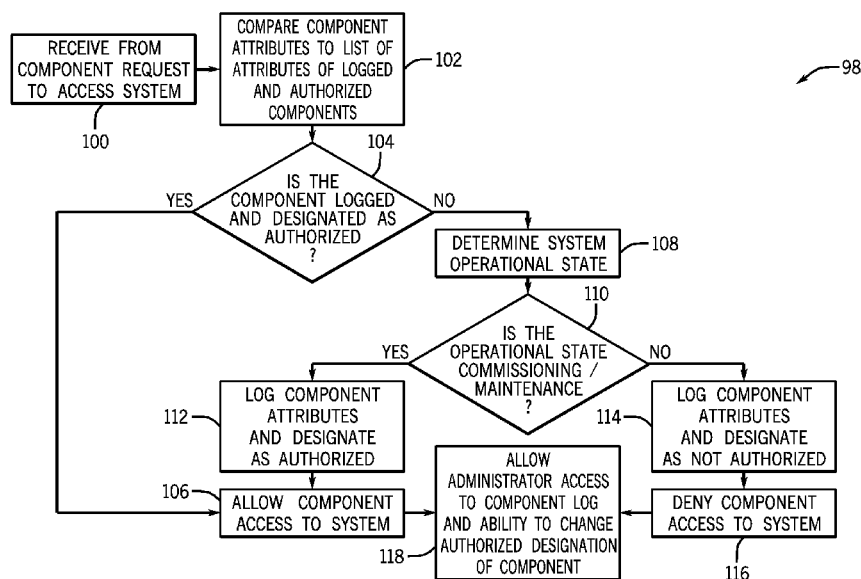 RECEIVE FROM
COMPONENT REQUEST
TO ACCESS SYSTEM
100
COMPARE COMPONENT
ATTRIBUTES TO LIST OF
ATTRIBUTES OF LOGGED
AND AUTHORIZED
COMPONENTS
102
98
104
IS THE
COMPONENT LOGGED
AND DESIGNATED AS
AUTHORIZED
?
YES
NO
DETERMINE SYSTEM
OPERATIONAL STATE
108
110
IS THE
OPERATIONAL STATE
COMMISSIONING /
MAINTENANCE
?
YES
NO
112
LOG COMPONENT
ATTRIBUTES
AND DESIGNATE
AS AUTHORIZED
114
LOG COMPONENT
ATTRIBUTES
AND DESIGNATE
AS NOT AUTHORIZED
106
ALLOW COMPONENT
ACCESS TO SYSTEM
ALLOW
ADMINISTRATOR ACCESS
TO COMPONENT LOG
AND ABILITY TO CHANGE
AUTHORIZED DESIGNATION
OF COMPONENT
118
DENY COMPONENT
ACCESS TO SYSTEM
116